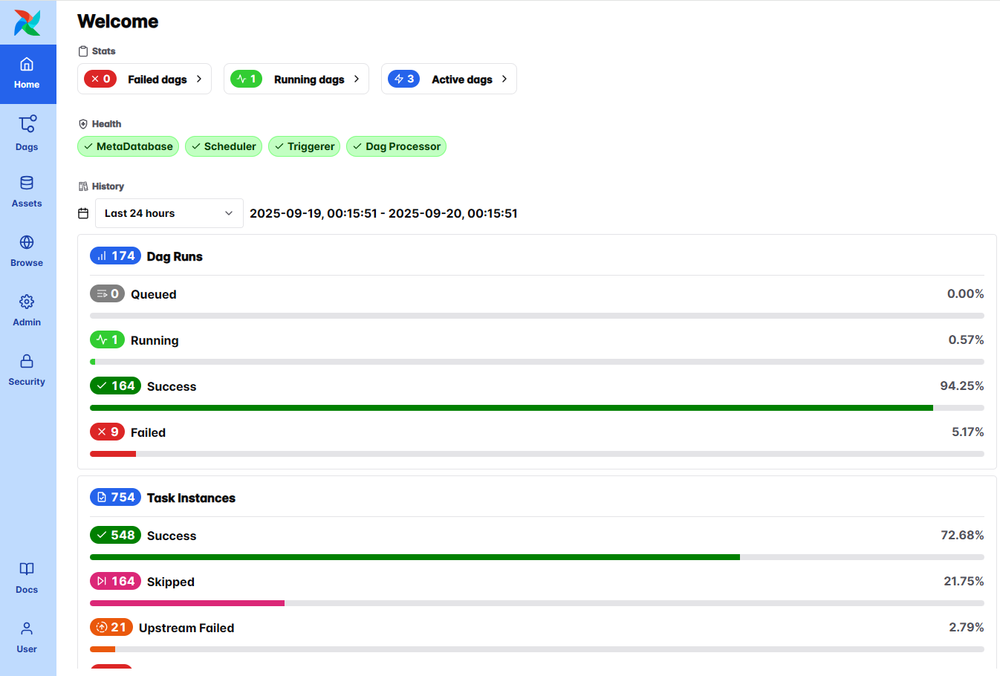 Welcome
Stats
0 Failed dags
1 Running dags
3 Active dags
Health
MetaDatabase
Scheduler
Triggerer
Dag Processor
History
Last 24 hours
2025-09-19, 00:15:51 - 2025-09-20, 00:15:51
174 Dag Runs
0 Queued 0.00%
1 Running 0.57%
164 Success 94.25%
9 Failed 5.17%
754 Task Instances
548 Success 72.68%
164 Skipped 21.75%
21 Upstream Failed 2.79%
Home
Dags
Assets
Browse
Admin
Security
Docs
User